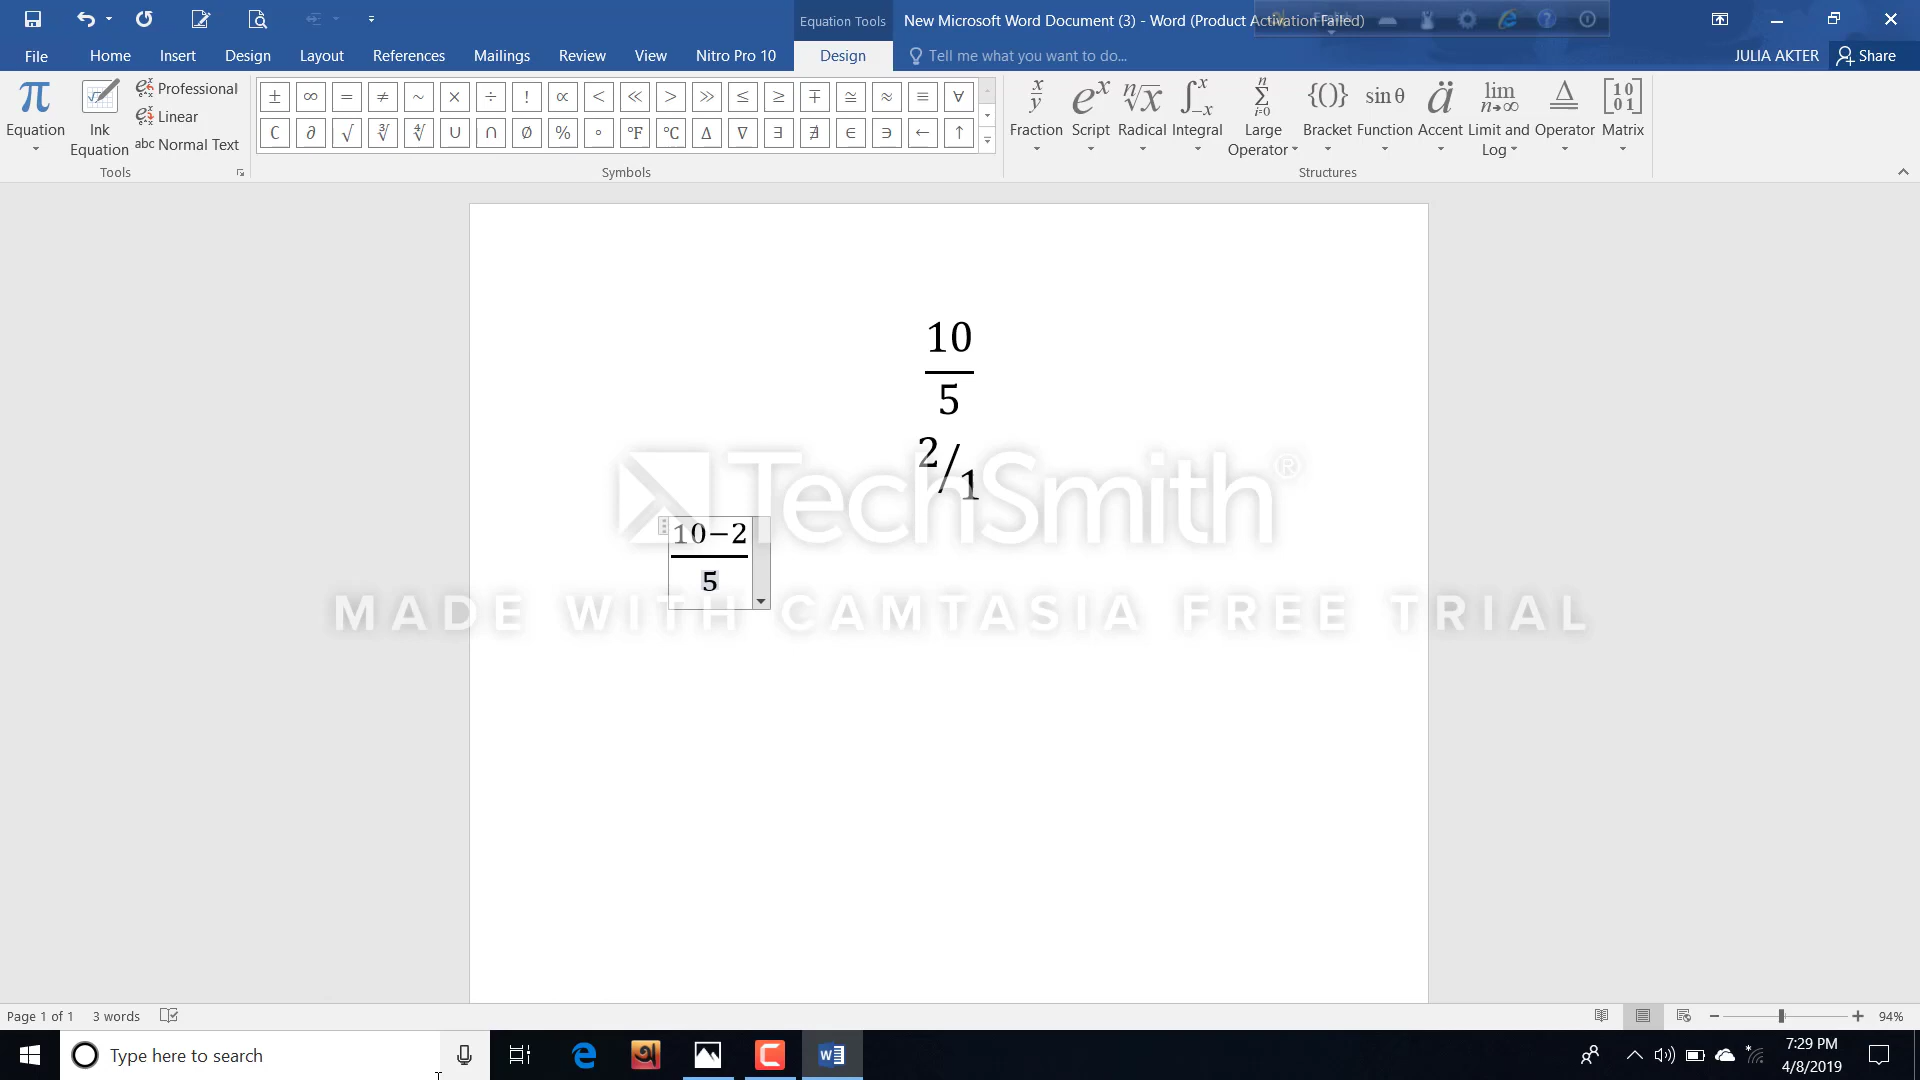 Equation Tools
New Microsoft Word Document (3) - Word (Product Activation Failed)
File Home Insert Design Layout References Mailings Review View Nitro Pro 10 Design Tell me what you want to do... JULIA AKTER Share
Equation
Ink Equation
Professional
Linear
abc Normal Text
± ∞ = ≠ ~ × ÷ ! ∝ < ≪ > ≫ ≤ ≥ ∓ ≅ ≈ ≡ ∀
∁ ∂ √ ∛ ∜ ∪ ∩ ∅ % ° °F °C ∆ ∇ ∃ ∄ ∈ ∋ ← ↑
Fraction Script Radical Integral Large Operator Bracket Function Accent Limit and Log Operator Matrix
Tools Symbols Structures
10
5
2/1
10−2
5
TechSmith®
MADE WITH CAMTASIA FREE TRIAL
Page 1 of 1 3 words 94%
Type here to search
7:29 PM
4/8/2019